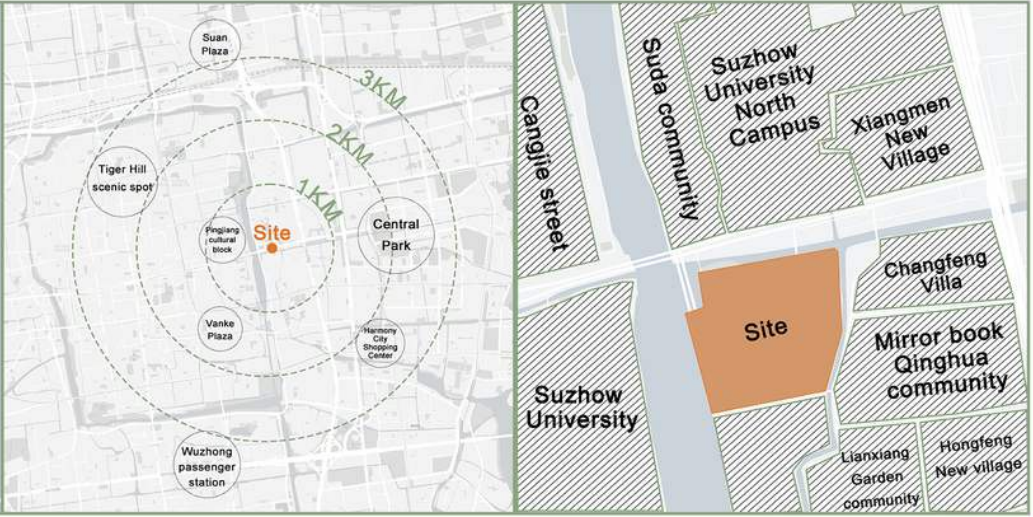 Suan
Plaza
3KM
2KM
Tiger Hill
scenic spot
1KM
Pingjiang
cultural
block
Site
Central
Park
Vanke
Plaza
Harmony
City
Shopping
Center
Wuzhong
passenger
station
Cangjie street
Suda community
Suzhow
University
North
Campus
Xiangmen
New
Village
Changfeng
Villa
Site
Mirror book
Qinghua
community
Suzhow
University
Lianxiang
Garden
community
Hongfeng
New village